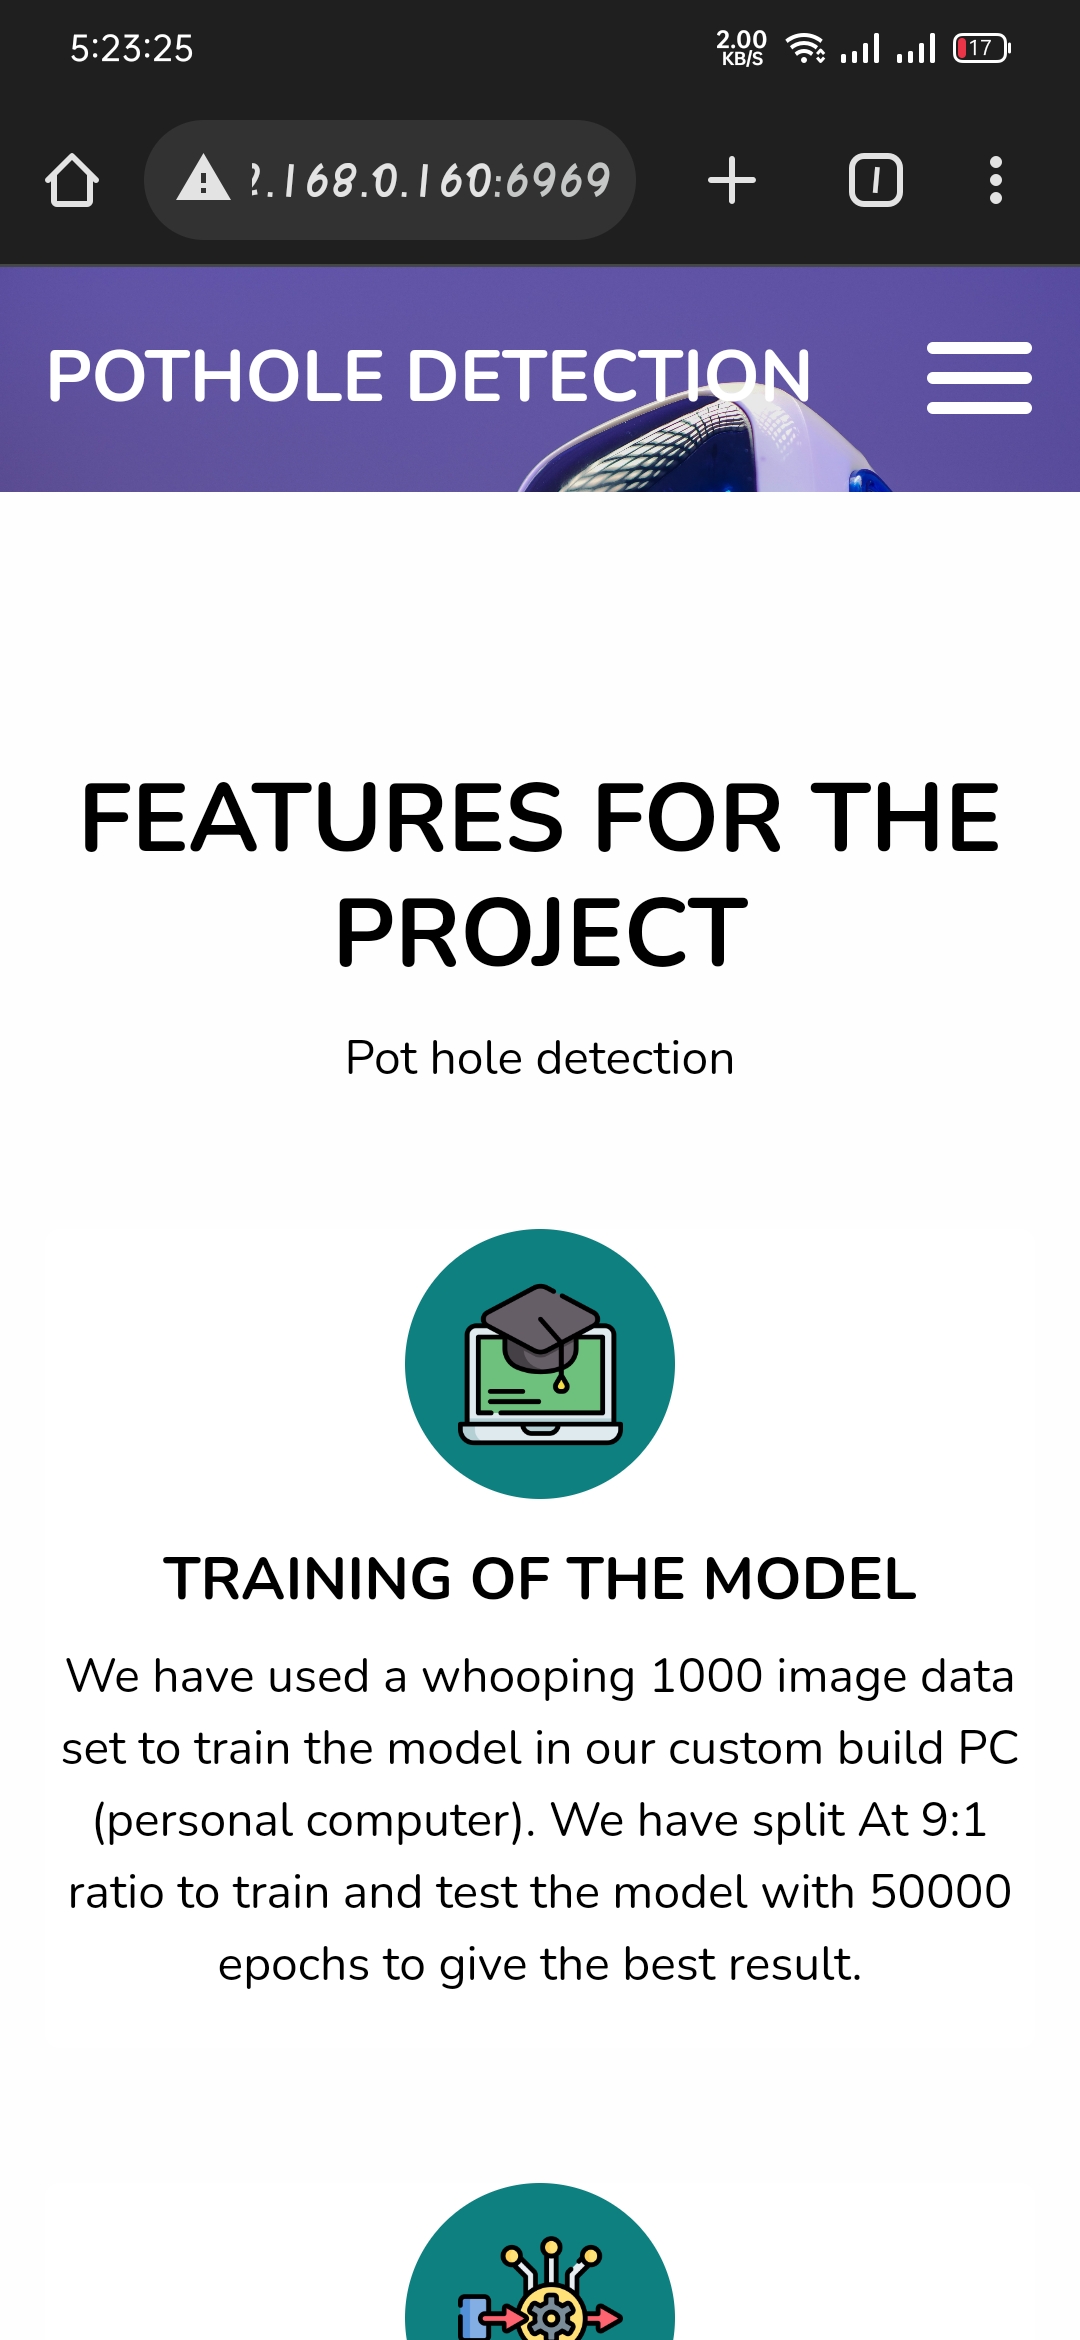 5:23:25
2.00
KB/S
17
2.168.0.160:6969
POTHOLE DETECTION
FEATURES FOR THE
PROJECT
Pot hole detection
TRAINING OF THE MODEL
We have used a whooping 1000 image data
set to train the model in our custom build PC
(personal computer). We have split At 9:1
ratio to train and test the model with 50000
epochs to give the best result.